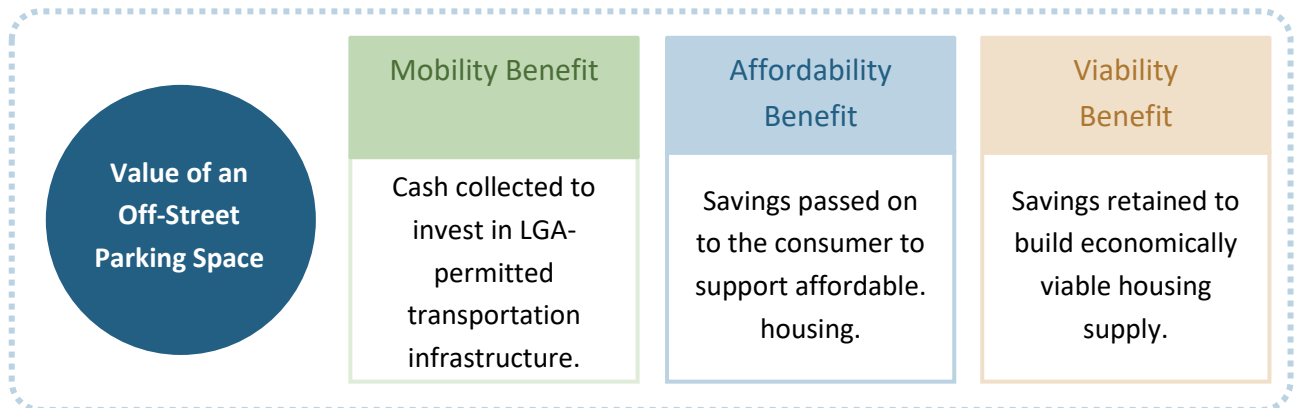 Value of an
Off-Street
Parking Space
Mobility Benefit
Cash collected to
invest in LGA-
permitted
transportation
infrastructure.
Affordability
Benefit
Savings passed on
to the consumer to
support affordable.
housing.
Viability
Benefit
Savings retained to
build economically
viable housing
supply.